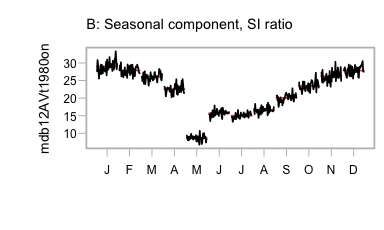 B: Seasonal component, SI ratio
mdb12AVt1980on
30
25
20
15
10
J F M A M J J A S O N D